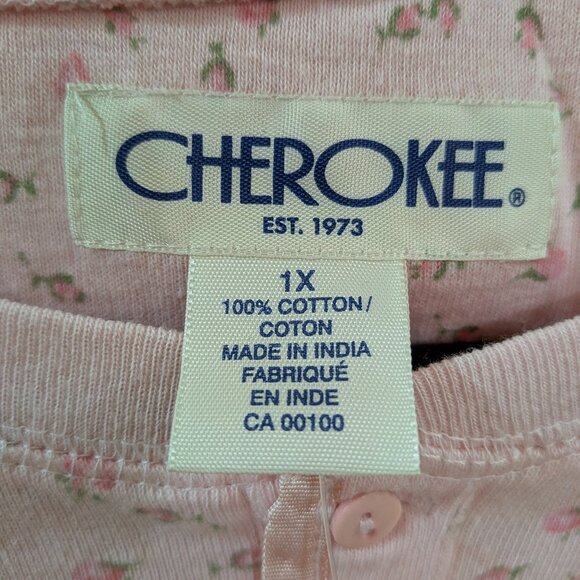 CHEROKEE®
EST. 1973
1X
100% COTTON/
COTON
MADE IN INDIA
FABRIQUÉ
EN INDE
CA 00100